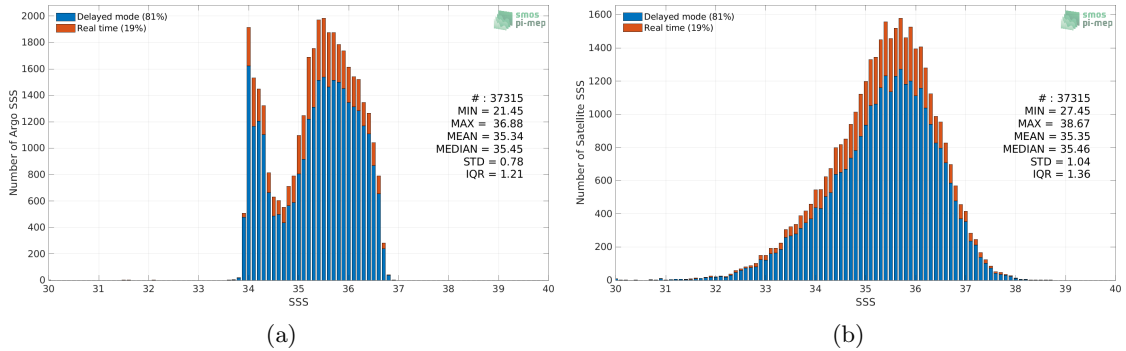 Delayed mode (81%)
Real time (19%)
smos
pi-mep
2000
1800
1600
1400
1200
1000
800
600
400
200
0
Number of Argo SSS
# : 37315
MIN = 21.45
MAX = 36.88
MEAN = 35.34
MEDIAN = 35.45
STD = 0.78
IQR = 1.21
30 31 32 33 34 35 36 37 38 39 40
SSS
(a)
Delayed mode (81%)
Real time (19%)
smos
pi-mep
1600
1400
1200
1000
800
600
400
200
0
Number of Satellite SSS
# : 37315
MIN = 27.45
MAX = 38.67
MEAN = 35.35
MEDIAN = 35.46
STD = 1.04
IQR = 1.36
30 31 32 33 34 35 36 37 38 39 40
SSS
(b)